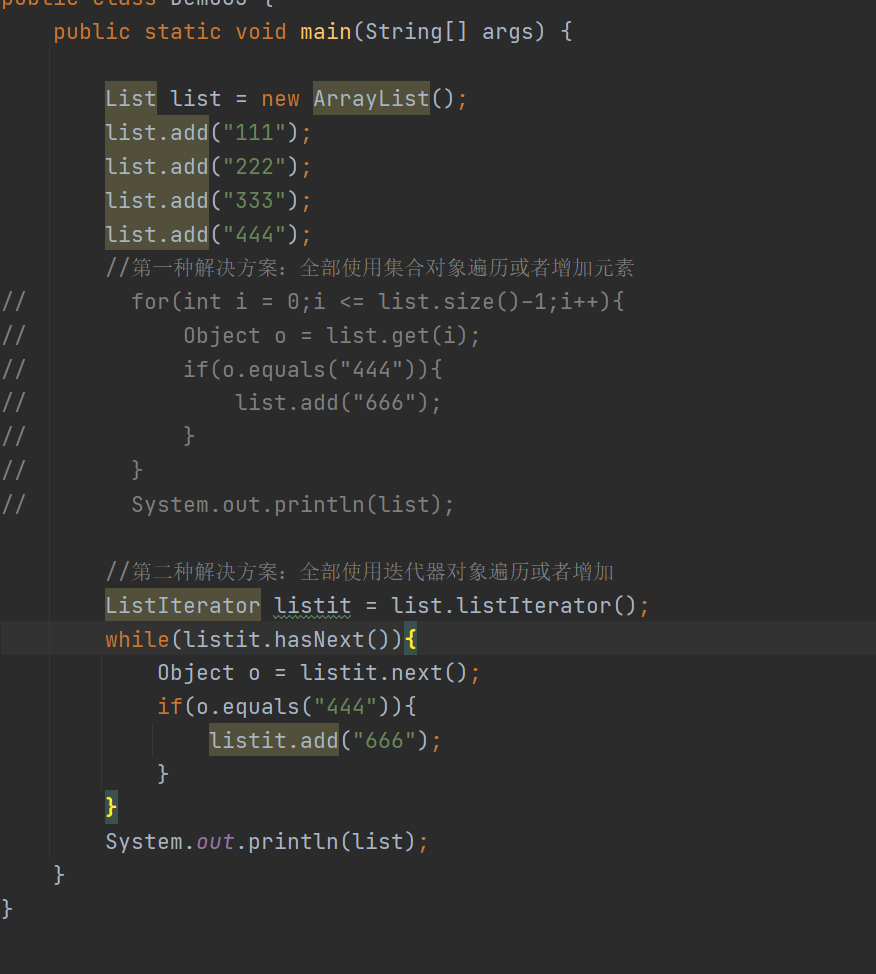 public class Demo03 {
    public static void main(String[] args) {
        List list = new ArrayList();
        list.add("111");
        list.add("222");
        list.add("333");
        list.add("444");
        //第一种解决方案：全部使用集合对象遍历或者增加元素
//        for(int i = 0;i <= list.size()-1;i++){
//            Object o = list.get(i);
//            if(o.equals("444")){
//                list.add("666");
//            }
//        }
//        System.out.println(list);
        //第二种解决方案：全部使用迭代器对象遍历或者增加
        ListIterator listit = list.listIterator();
        while(listit.hasNext()){
            Object o = listit.next();
            if(o.equals("444")){
                listit.add("666");
            }
        }
        System.out.println(list);
    }
}